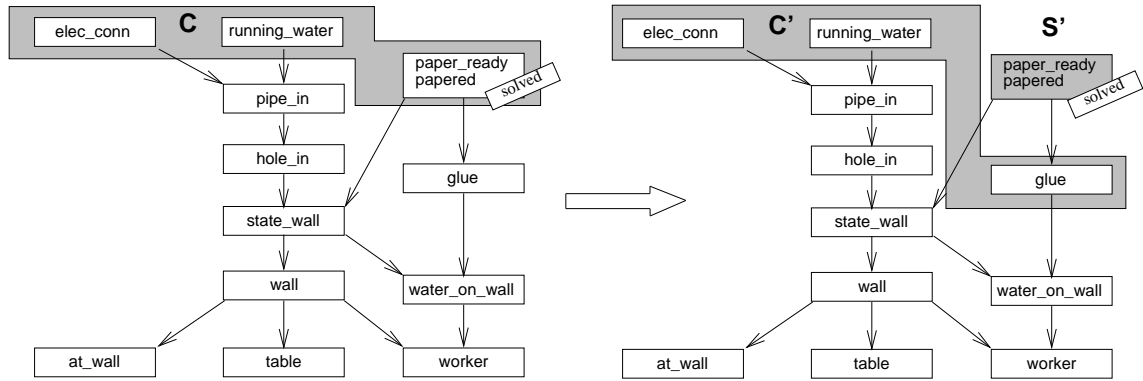 C
elec_conn
running_water
paper_ready
papered
solved
pipe_in
hole_in
glue
state_wall
wall
water_on_wall
at_wall
table
worker
C'
S'
elec_conn
running_water
paper_ready
papered
solved
pipe_in
hole_in
glue
state_wall
wall
water_on_wall
at_wall
table
worker